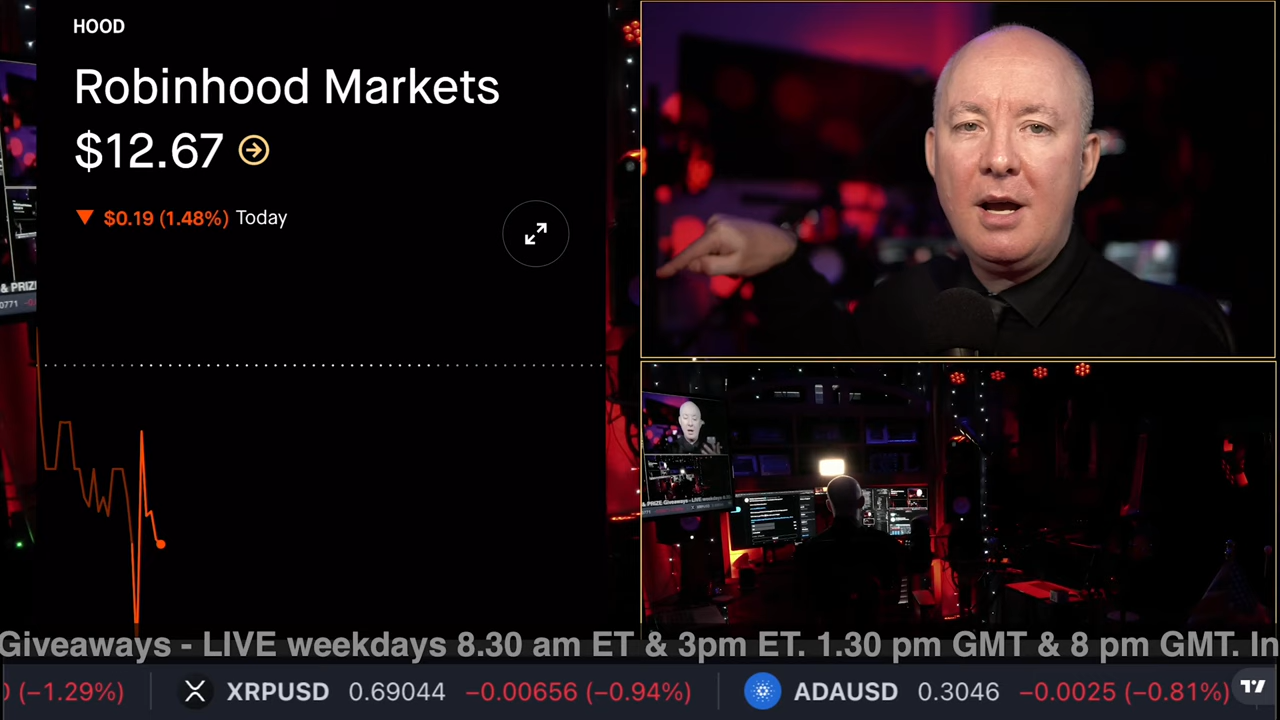 HOOD
Robinhood Markets
$12.67
$0.19 (1.48%) Today
& PRIZE
0771
Giveaways - LIVE weekdays 8.30 am ET & 3pm ET. 1.30 pm GMT & 8 pm GMT. In
(−1.29%) XRPUSD 0.69044 −0.00656 (−0.94%) ADAUSD 0.3046 −0.0025 (−0.81%)